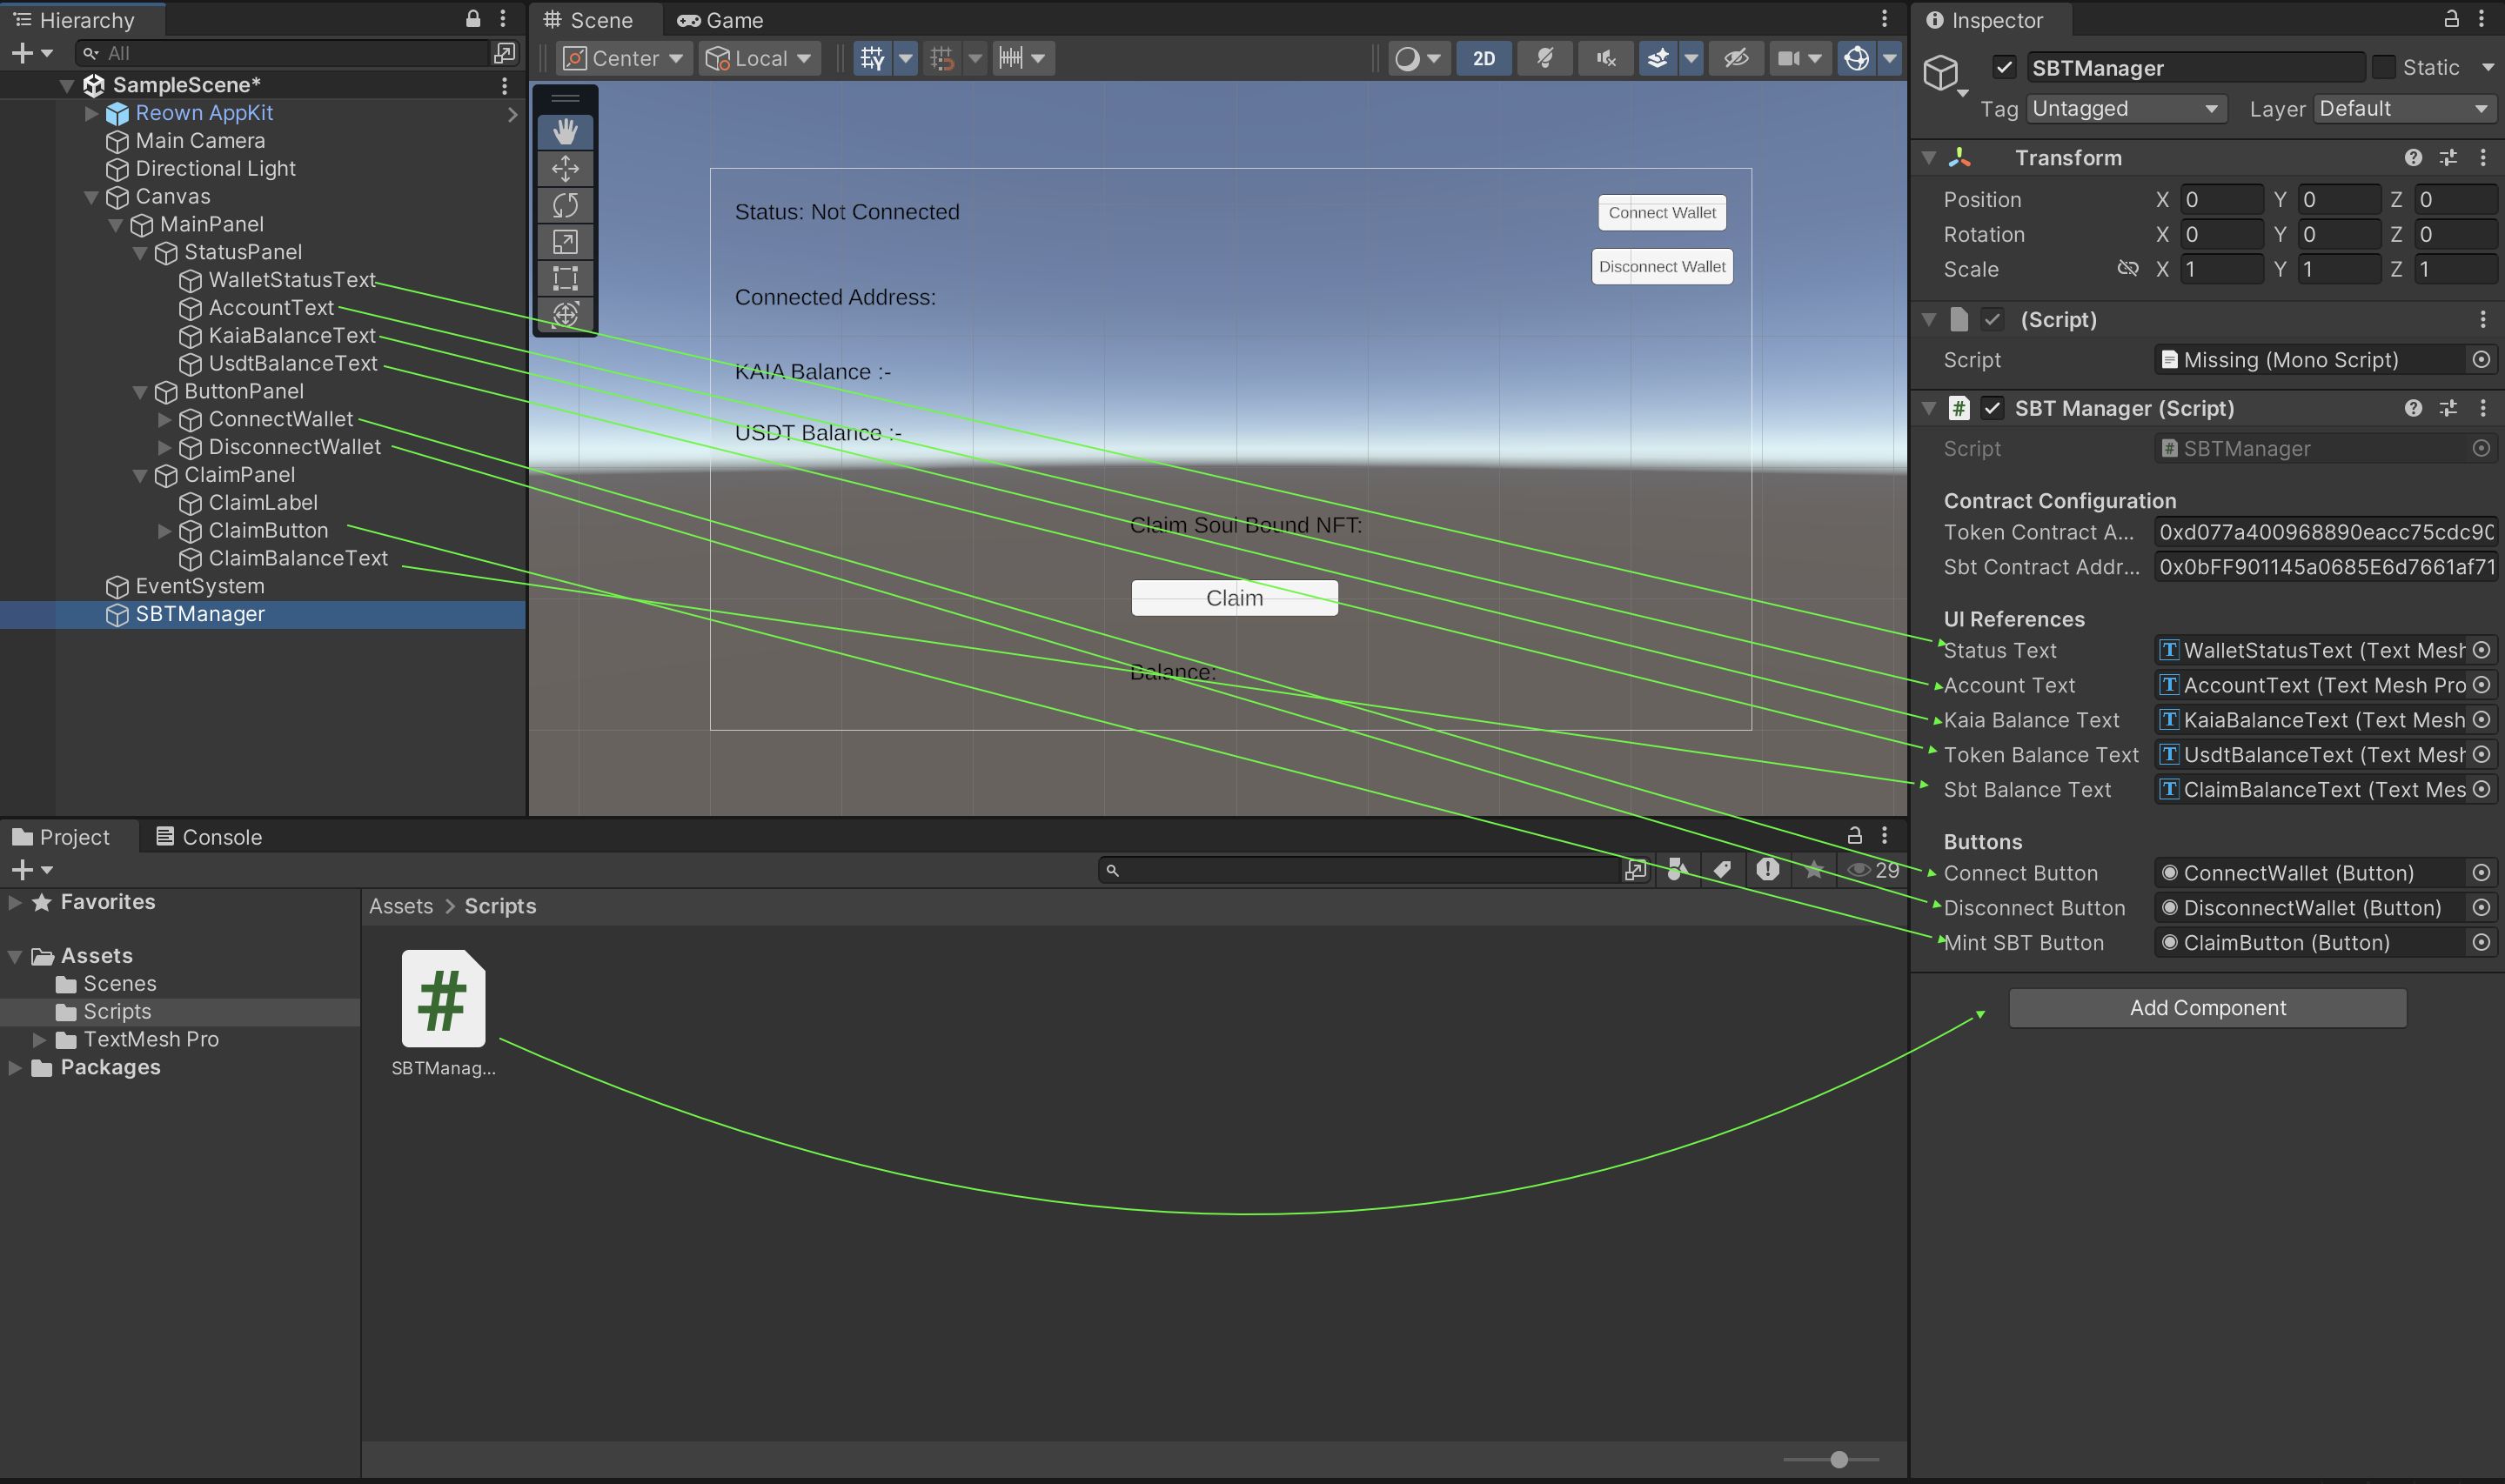 Hierarchy
All
SampleScene*
Reown AppKit
Main Camera
Directional Light
Canvas
MainPanel
StatusPanel
WalletStatusText
AccountText
KaiaBalanceText
UsdtBalanceText
ButtonPanel
ConnectWallet
DisconnectWallet
ClaimPanel
ClaimLabel
ClaimButton
ClaimBalanceText
EventSystem
SBTManager
Scene Game
Center Local 2D
Status: Not Connected
Connect Wallet
Disconnect Wallet
Connected Address:
KAIA Balance :-
USDT Balance :-
Claim Soul Bound NFT:
Claim
Balance:
Project Console
29
Favorites
Assets
Scenes
Scripts
TextMesh Pro
Packages
Assets > Scripts
#
SBTManag...
Inspector
SBTManager Static
Tag Untagged Layer Default
Transform
Position X 0 Y 0 Z 0
Rotation X 0 Y 0 Z 0
Scale X 1 Y 1 Z 1
(Script)
Script Missing (Mono Script)
# SBT Manager (Script)
Script # SBTManager
Contract Configuration
Token Contract A... 0xd077a400968890eacc75cdc90
Sbt Contract Addr... 0x0bFF901145a0685E6d7661af71
UI References
Status Text T WalletStatusText (Text Mesh
Account Text T AccountText (Text Mesh Pro
Kaia Balance Text T KaiaBalanceText (Text Mesh
Token Balance Text T UsdtBalanceText (Text Mesh
Sbt Balance Text T ClaimBalanceText (Text Mes
Buttons
Connect Button ConnectWallet (Button)
Disconnect Button DisconnectWallet (Button)
Mint SBT Button ClaimButton (Button)
Add Component